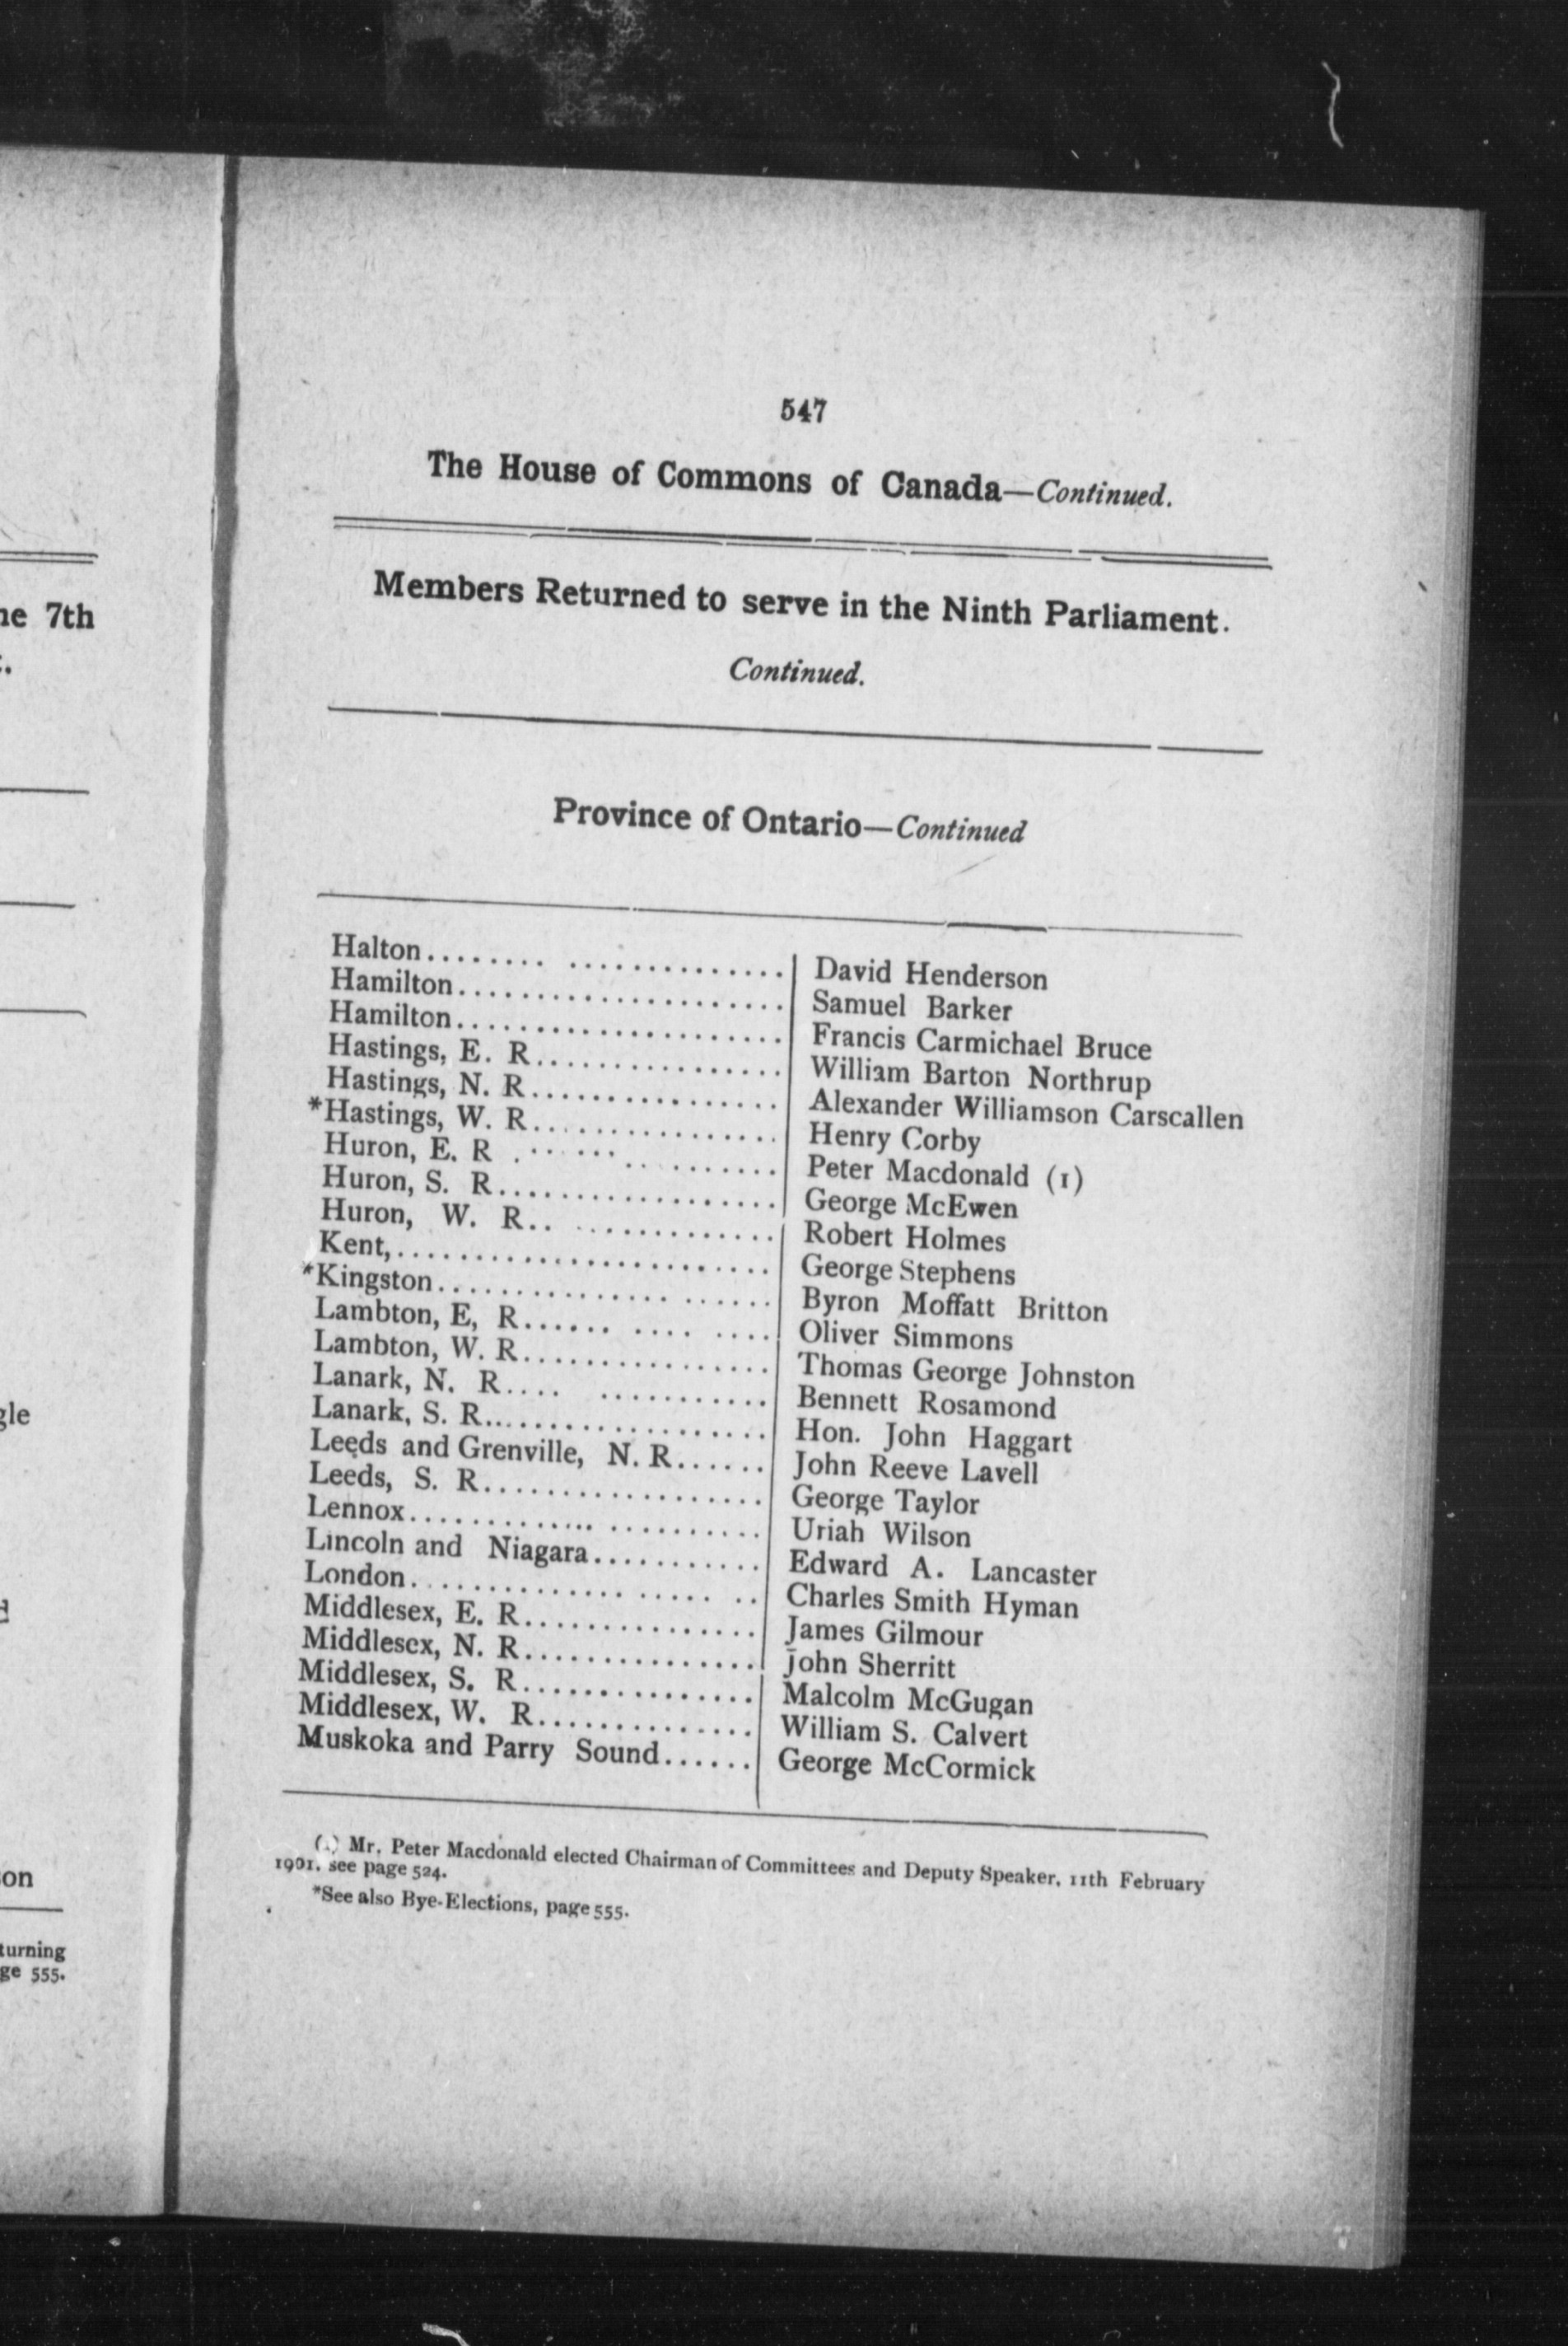 547
The House of Commons of Canada—Continued.
Members Returned to serve in the Ninth Parliament.
Continued.
Province of Ontario—Continued
Halton........ .............. David Henderson
Hamilton..................... Samuel Barker
Hamilton..................... Francis Carmichael Bruce
Hastings, E. R................ William Barton Northrup
Hastings, N. R................ Alexander Williamson Carscallen
*Hastings, W. R................ Henry Corby
Huron, E. R .................. Peter Macdonald (1)
Huron, S. R.................. George McEwen
Huron, W. R.. ............. Robert Holmes
Kent,........................ George Stephens
*Kingston............... ...... Byron Moffatt Britton
Lambton, E, R...... .... .... Oliver Simmons
Lambton, W. R................ Thomas George Johnston
Lanark, N. R.... ........... Bennett Rosamond
Lanark, S. R.................. Hon. John Haggart
Leeds and Grenville, N. R...... John Reeve Lavell
Leeds, S. R.................. George Taylor
Lennox............. .......... Uriah Wilson
Lincoln and Niagara........... Edward A. Lancaster
London.............. ..... .. Charles Smith Hyman
Middlesex, E. R............... James Gilmour
Middlesex, N. R............... John Sherritt
Middlesex, S. R............... Malcolm McGugan
Middlesex, W. R.............. William S. Calvert
Muskoka and Parry Sound...... George McCormick
(1) Mr. Peter Macdonald elected Chairman of Committees and Deputy Speaker, 11th February
1901. see page 524.
*See also Bye-Elections, page 555.
7th
gle
on
turning
ge 555.